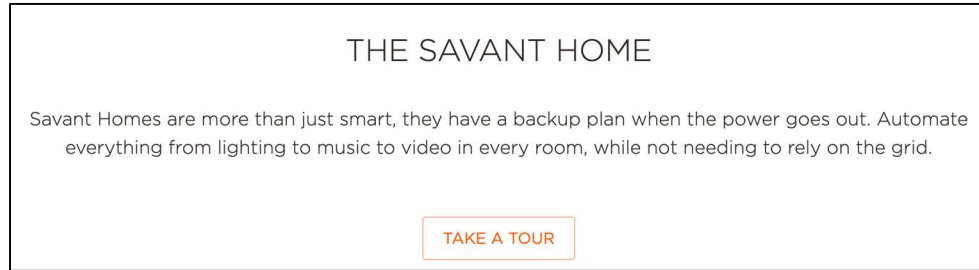 THE SAVANT HOME
Savant Homes are more than just smart, they have a backup plan when the power goes out. Automate
everything from lighting to music to video in every room, while not needing to rely on the grid.
TAKE A TOUR